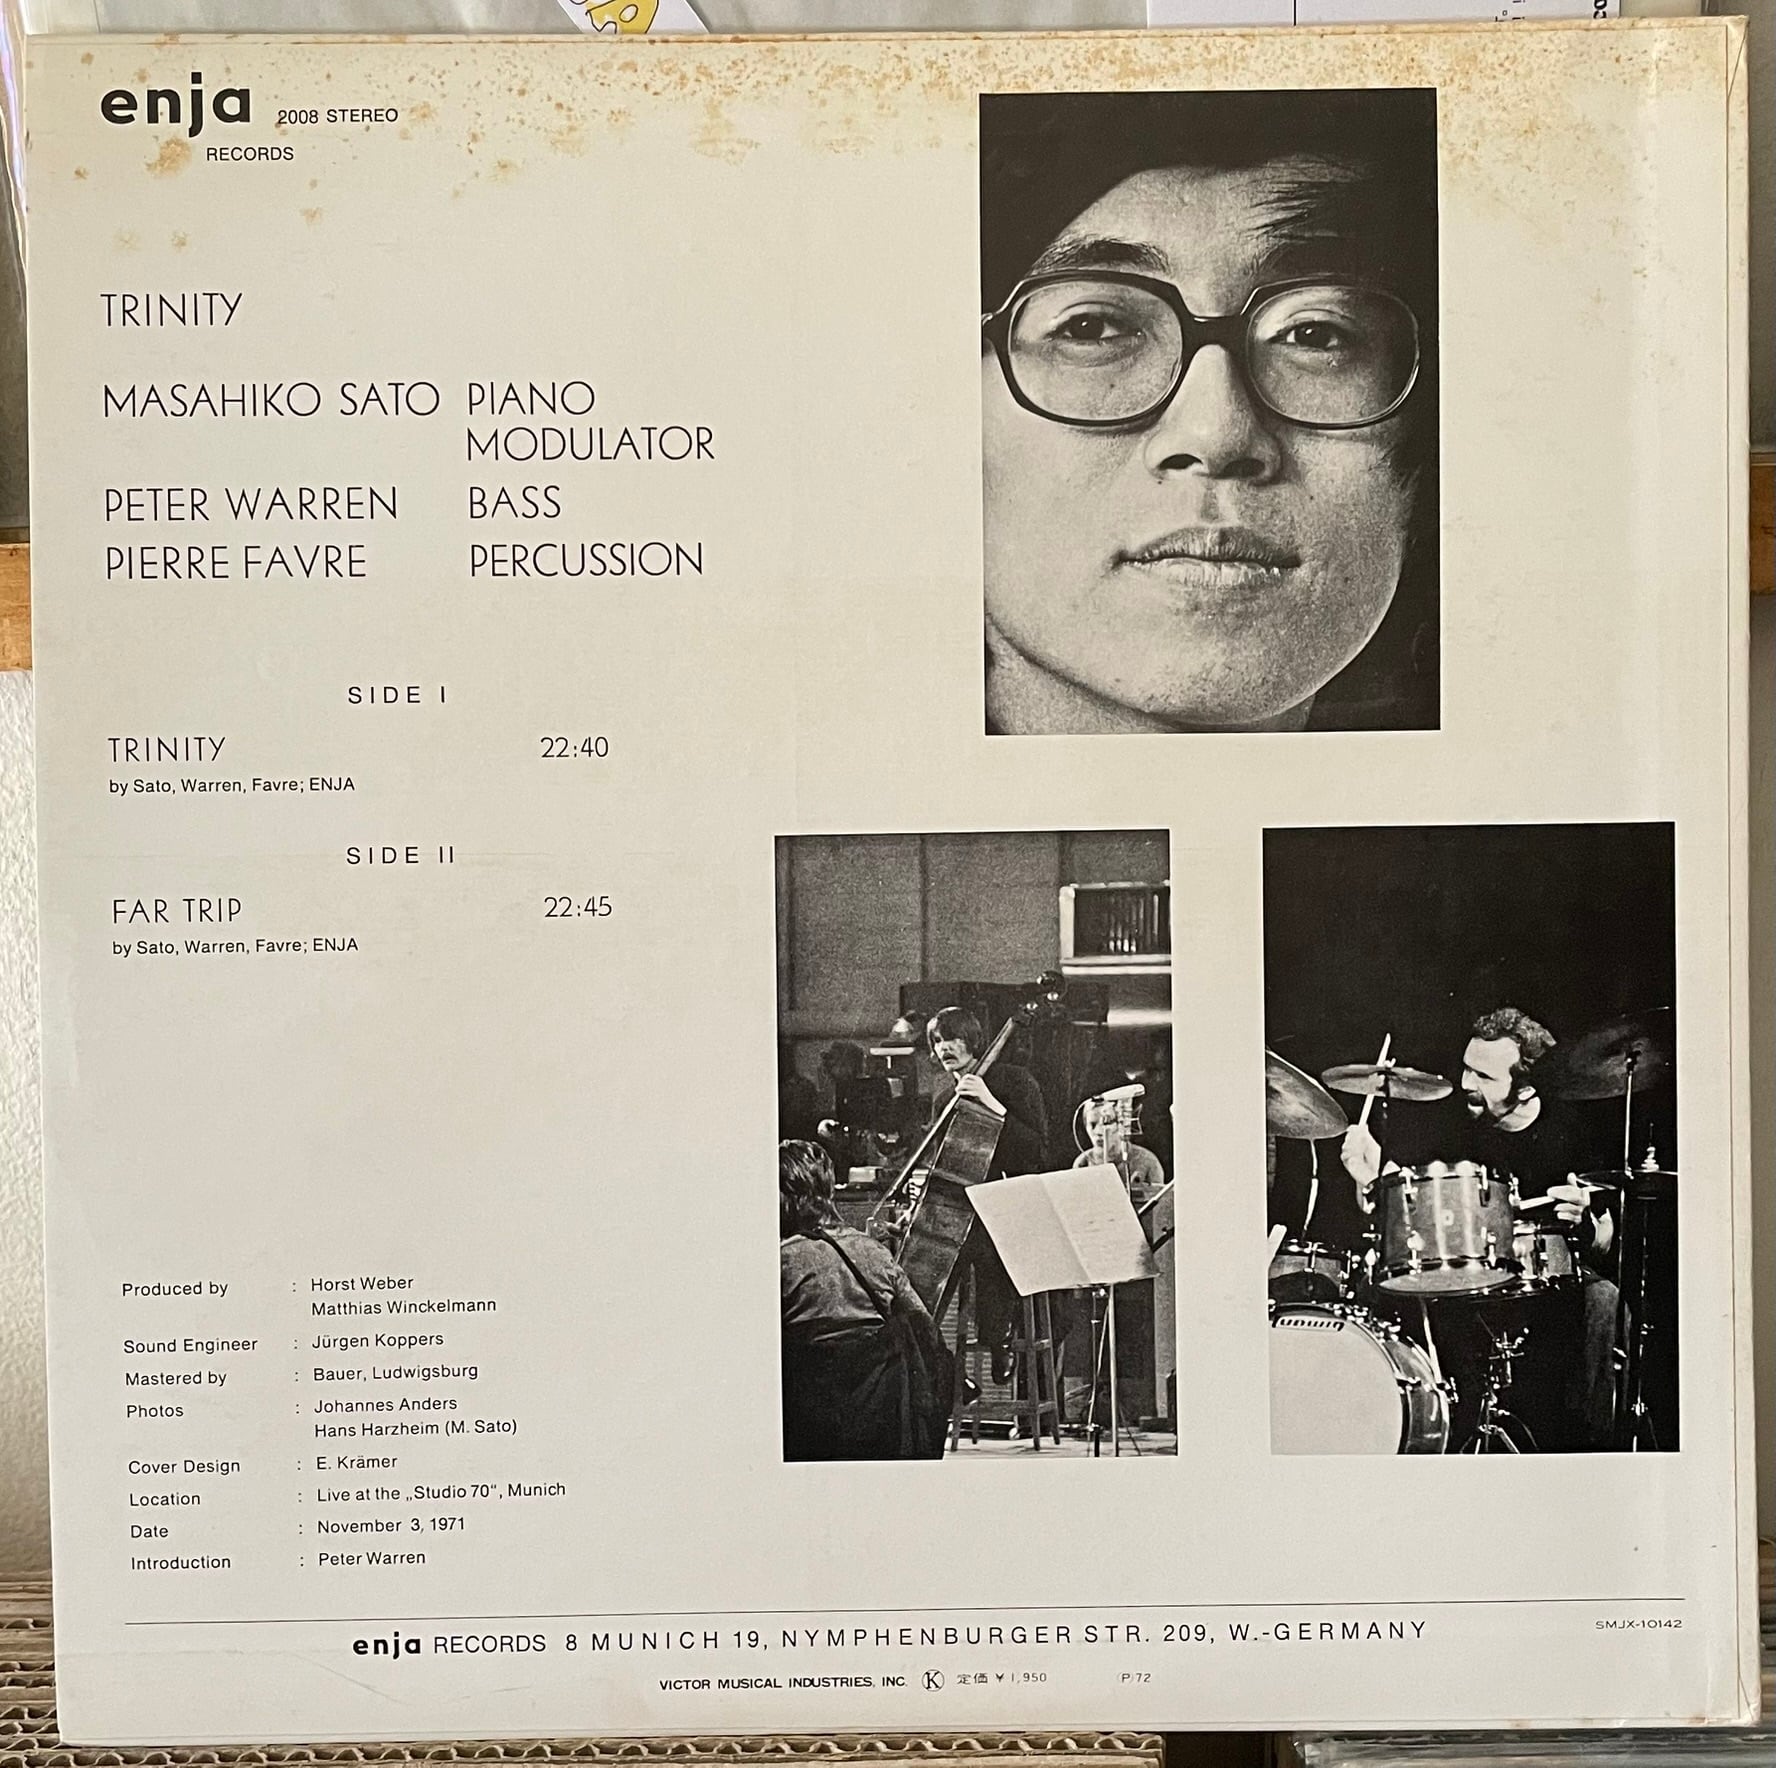 enja 2008 STEREO
RECORDS
TRINITY
MASAHIKO SATO PIANO
MODULATOR
PETER WARREN BASS
PIERRE FAVRE PERCUSSION
SIDE I
TRINITY 22:40
by Sato, Warren, Favre; ENJA
SIDE II
FAR TRIP 22:45
by Sato, Warren, Favre; ENJA
Produced by : Horst Weber
Matthias Winckelmann
Sound Engineer : Jürgen Koppers
Mastered by : Bauer, Ludwigsburg
Photos : Johannes Anders
Hans Harzheim (M. Sato)
Cover Design : E. Krämer
Location : Live at the „Studio 70“, Munich
Date : November 3, 1971
Introduction : Peter Warren
Ludwig
enja RECORDS 8 MUNICH 19, NYMPHENBURGER STR. 209, W.-GERMANY
SMJX-10142
VICTOR MUSICAL INDUSTRIES, INC. Ⓚ 定価 ¥1,950 Ⓟ72